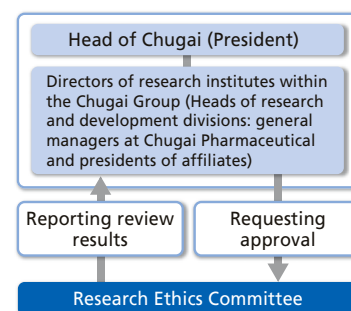 Head of Chugai (President)
Directors of research institutes within
the Chugai Group (Heads of research
and development divisions: general
managers at Chugai Pharmaceutical
and presidents of affiliates)
Reporting review
results
Requesting
approval
Research Ethics Committee